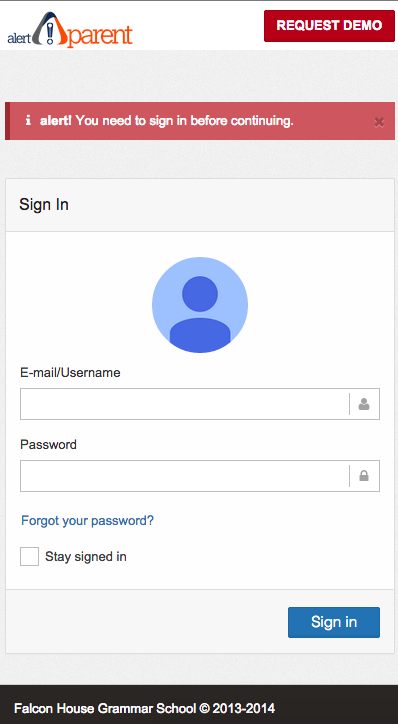 alert parent
REQUEST DEMO
alert! You need to sign in before continuing.
Sign In
E-mail/Username
Password
Forgot your password?
Stay signed in
Sign in
Falcon House Grammar School © 2013-2014